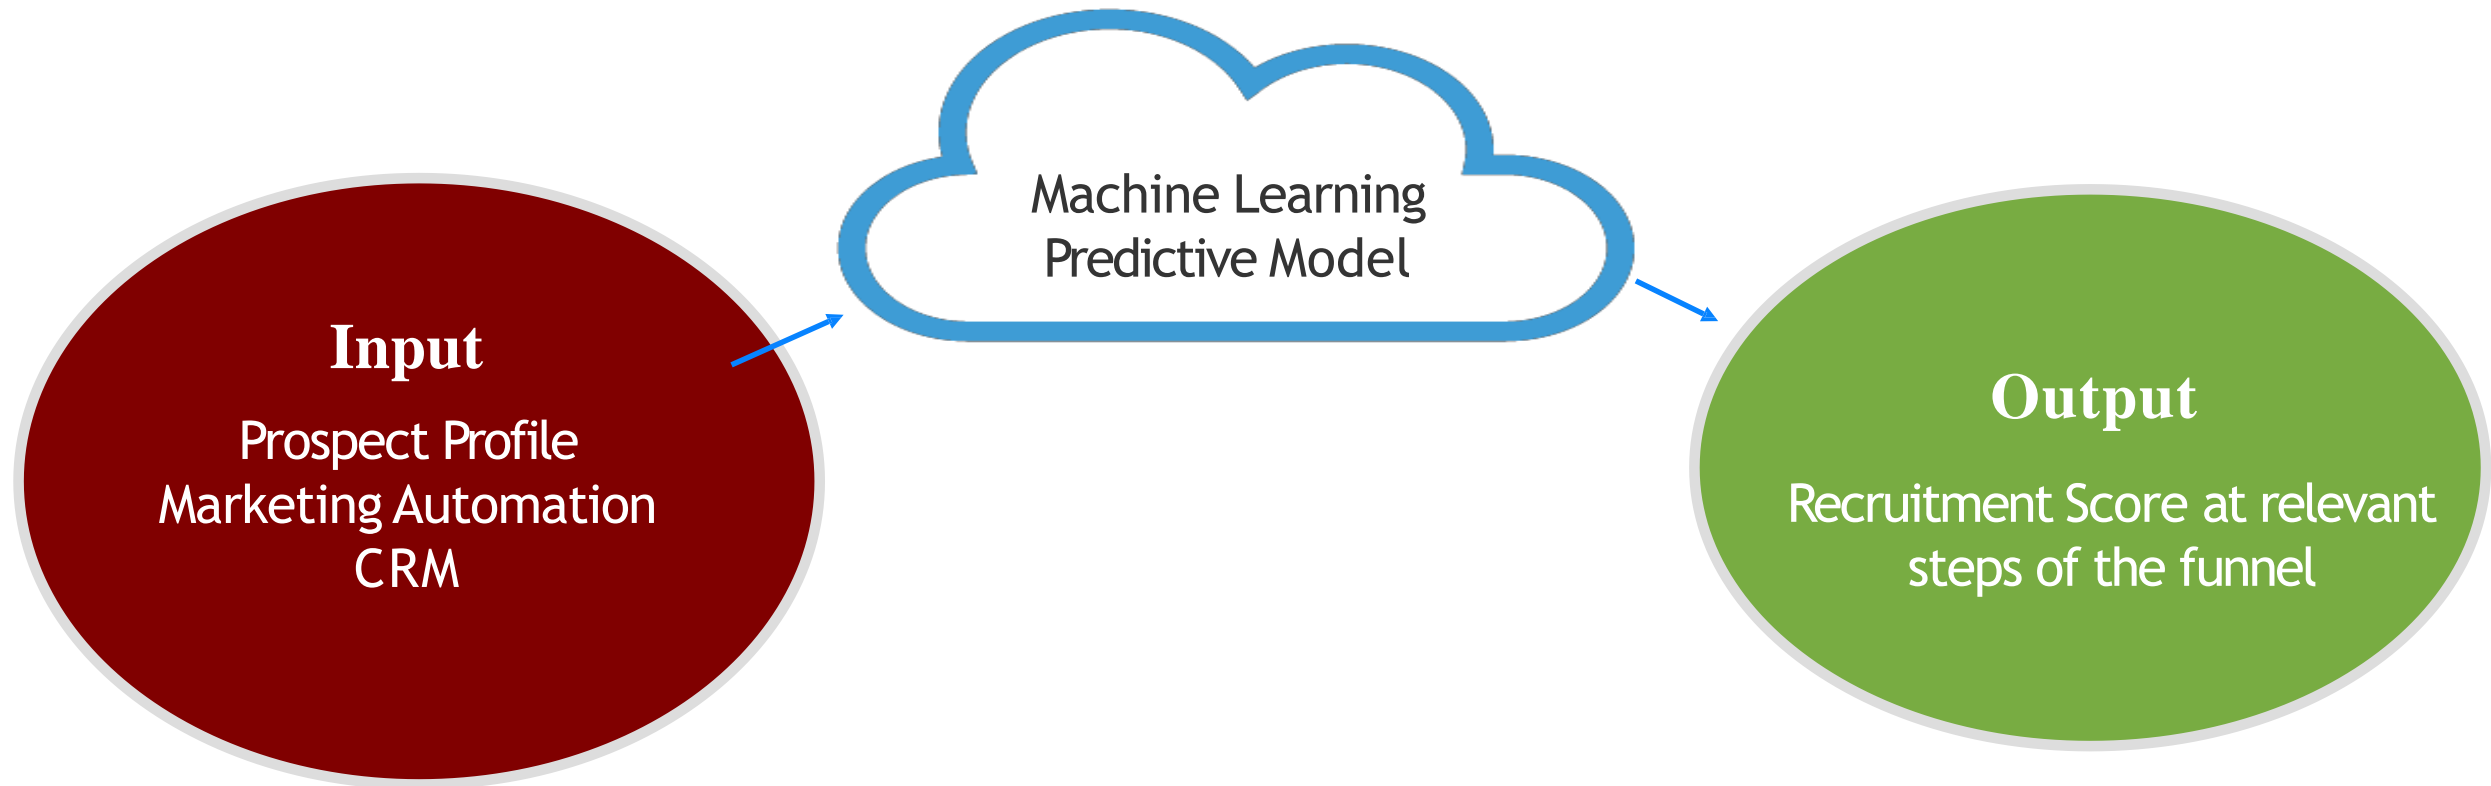 Machine Learning
Predictive Model
Input
Prospect Profile
Marketing Automation
CRM
Output
Recruitment Score at relevant
steps of the funnel